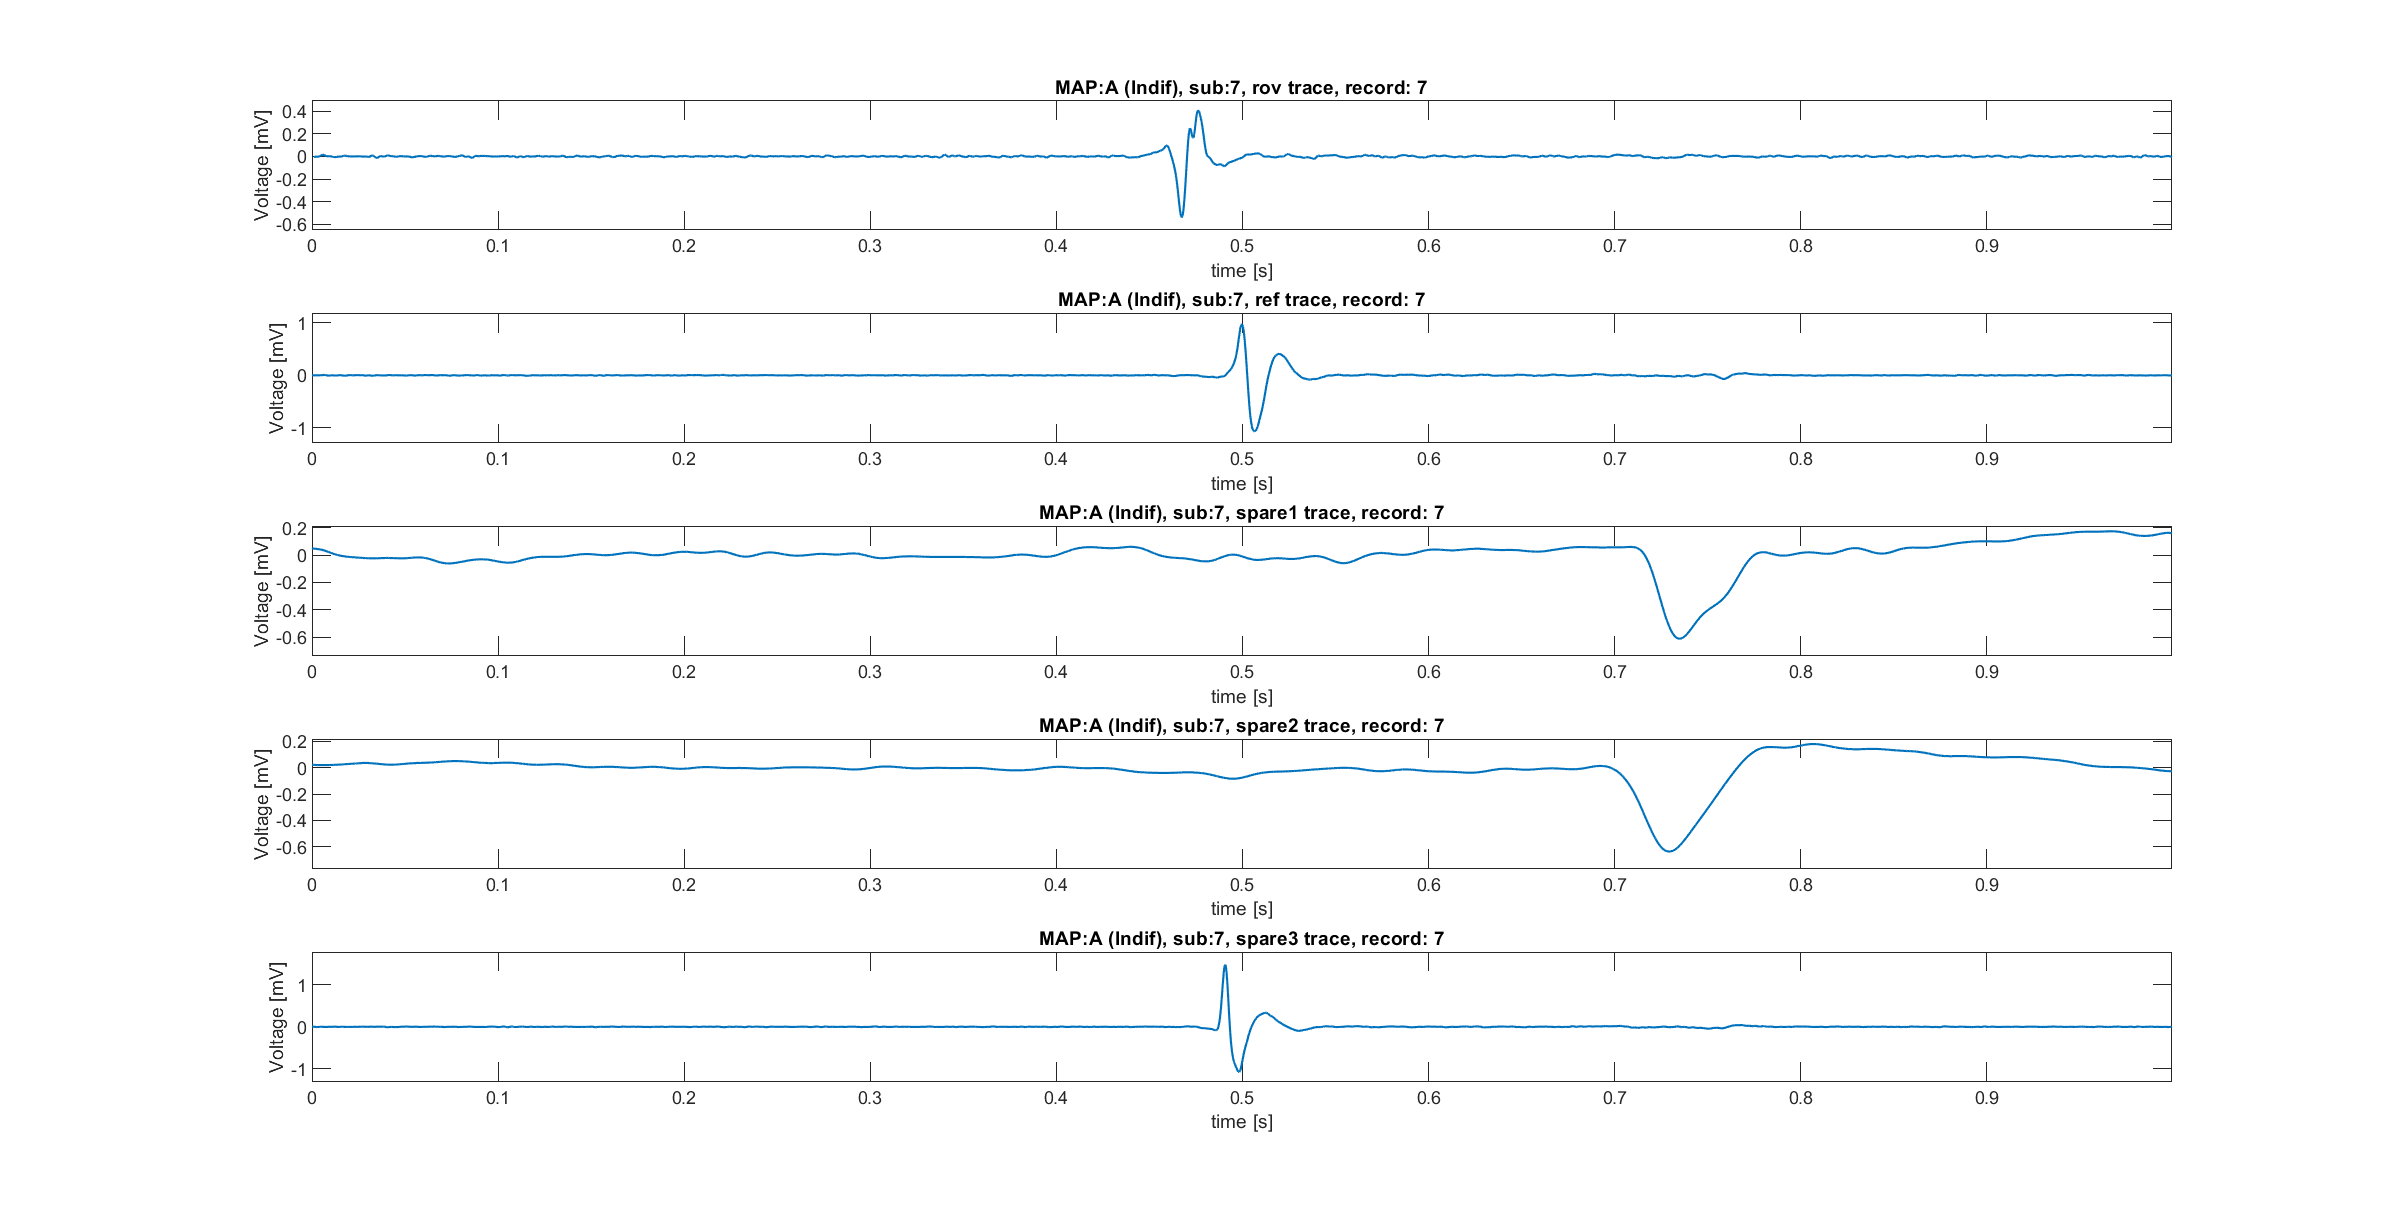 MAP:A (Indif), sub:7, rov trace, record: 7
Voltage [mV]
0.4
0.2
0
-0.2
-0.4
-0.6
0 0.1 0.2 0.3 0.4 0.5 0.6 0.7 0.8 0.9
time [s]
MAP:A (Indif), sub:7, ref trace, record: 7
Voltage [mV]
1
0
-1
0 0.1 0.2 0.3 0.4 0.5 0.6 0.7 0.8 0.9
time [s]
MAP:A (Indif), sub:7, spare1 trace, record: 7
Voltage [mV]
0.2
0
-0.2
-0.4
-0.6
0 0.1 0.2 0.3 0.4 0.5 0.6 0.7 0.8 0.9
time [s]
MAP:A (Indif), sub:7, spare2 trace, record: 7
Voltage [mV]
0.2
0
-0.2
-0.4
-0.6
0 0.1 0.2 0.3 0.4 0.5 0.6 0.7 0.8 0.9
time [s]
MAP:A (Indif), sub:7, spare3 trace, record: 7
Voltage [mV]
1
0
-1
0 0.1 0.2 0.3 0.4 0.5 0.6 0.7 0.8 0.9
time [s]